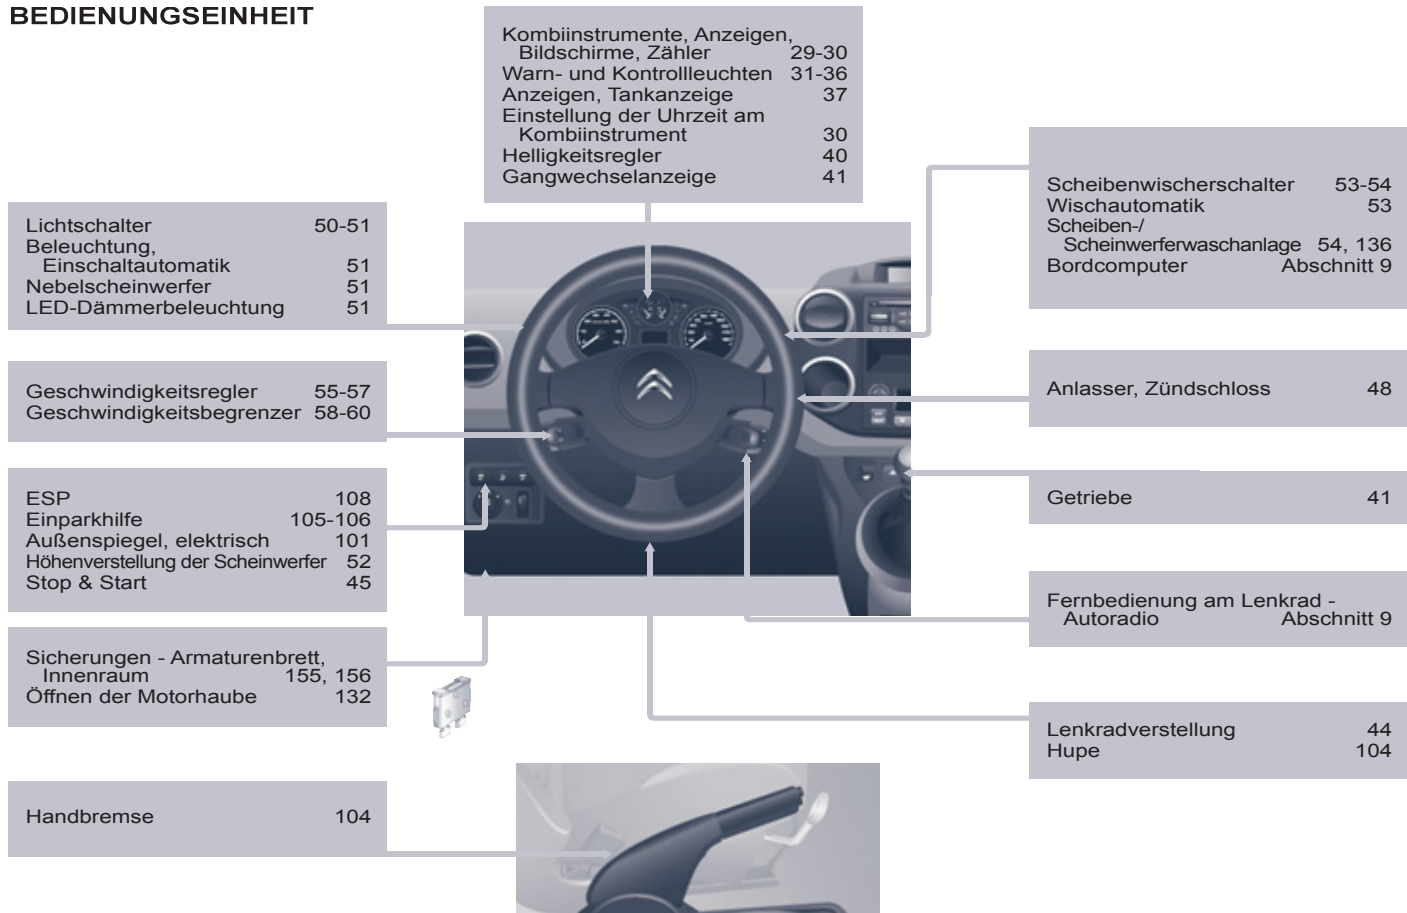 BEDIENUNGSEINHEIT
Kombiinstrumente, Anzeigen,
Bildschirme, Zähler 29-30
Warn- und Kontrollleuchten 31-36
Anzeigen, Tankanzeige 37
Einstellung der Uhrzeit am
Kombiinstrument 30
Helligkeitsregler 40
Gangwechselanzeige 41
Lichtschalter 50-51
Beleuchtung,
Einschaltautomatik 51
Nebelscheinwerfer 51
LED-Dämmerbeleuchtung 51
Geschwindigkeitsregler 55-57
Geschwindigkeitsbegrenzer 58-60
ESP 108
Einparkhilfe 105-106
Außenspiegel, elektrisch 101
Höhenverstellung der Scheinwerfer 52
Stop & Start 45
Sicherungen - Armaturenbrett,
Innenraum 155, 156
Öffnen der Motorhaube 132
Handbremse 104
Scheibenwischerschalter 53-54
Wischautomatik 53
Scheiben-/
Scheinwerferwaschanlage 54, 136
Bordcomputer Abschnitt 9
Anlasser, Zündschloss 48
Getriebe 41
Fernbedienung am Lenkrad -
Autoradio Abschnitt 9
Lenkradverstellung 44
Hupe 104